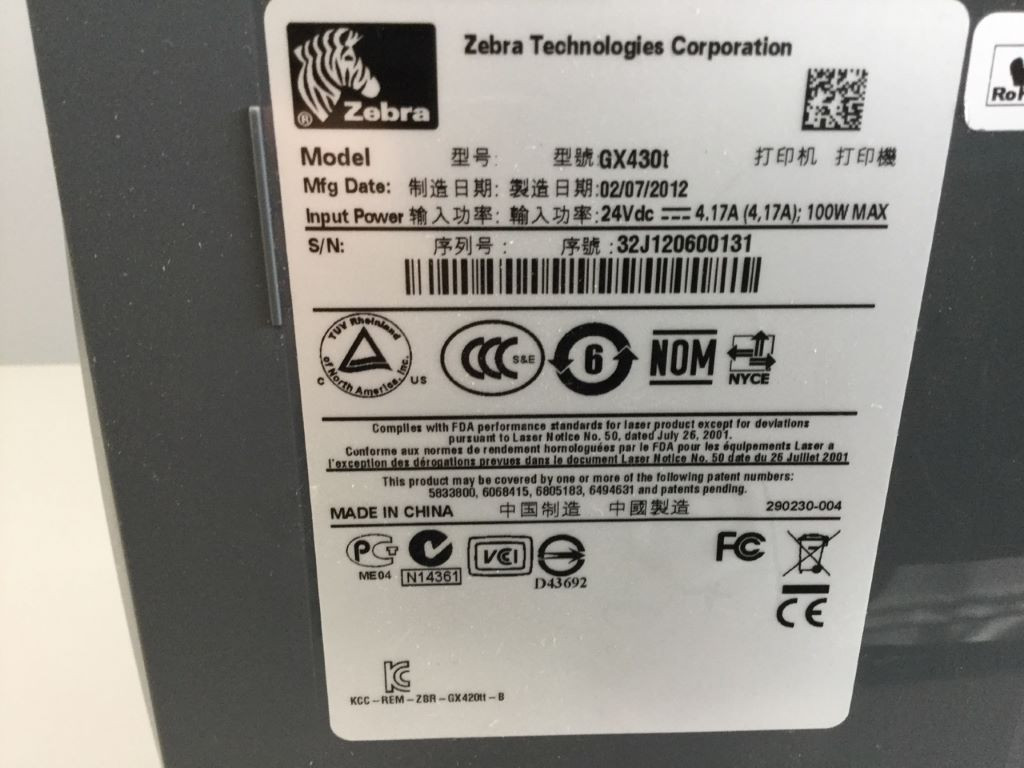 Zebra Technologies Corporation
® Zebra
RoH
Model 型号: 型號: GX430t 打印机 打印機
Mfg Date: 制造日期: 製造日期: 02/07/2012
Input Power 输入功率: 輸入功率: 24Vdc 4.17A (4,17A); 100W MAX
S/N: 序列号: 序號: 32J120600131
TUV Rheinland
of North America, Inc.
C US
CCC S&E
6
NOM
NYCE
Complies with FDA performance standards for laser product except for deviations
pursuant to Laser Notice No. 50, dated July 26, 2001.
Conforme aux normes de rendement homologuées par le FDA pour les équipements Laser a
l'exception des dérogations prevues dans le document Laser Notice No. 50 date du 26 Juillet 2001
This product may be covered by one or more of the following patent numbers:
5833800, 6068415, 6805183, 6494631 and patents pending.
MADE IN CHINA 中国制造 中國製造 290230-004
PCT
ME04
N14361
VCI
D43692
FC
CE
KC
KCC-REM-ZBR-GX420tt-B